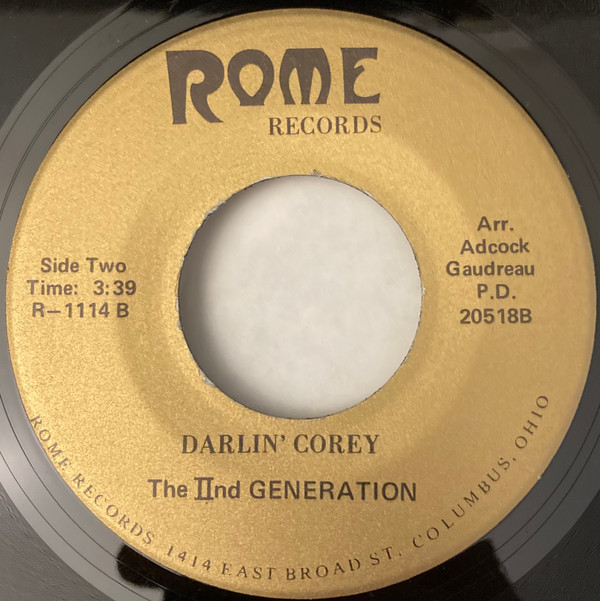 ROME
RECORDS
Side Two
Time: 3:39
R-1114 B
Arr.
Adcock
Gaudreau
P.D.
20518B
DARLIN' COREY
The IInd GENERATION
ROME RECORDS 1414 EAST BROAD ST. COLUMBUS, OHIO